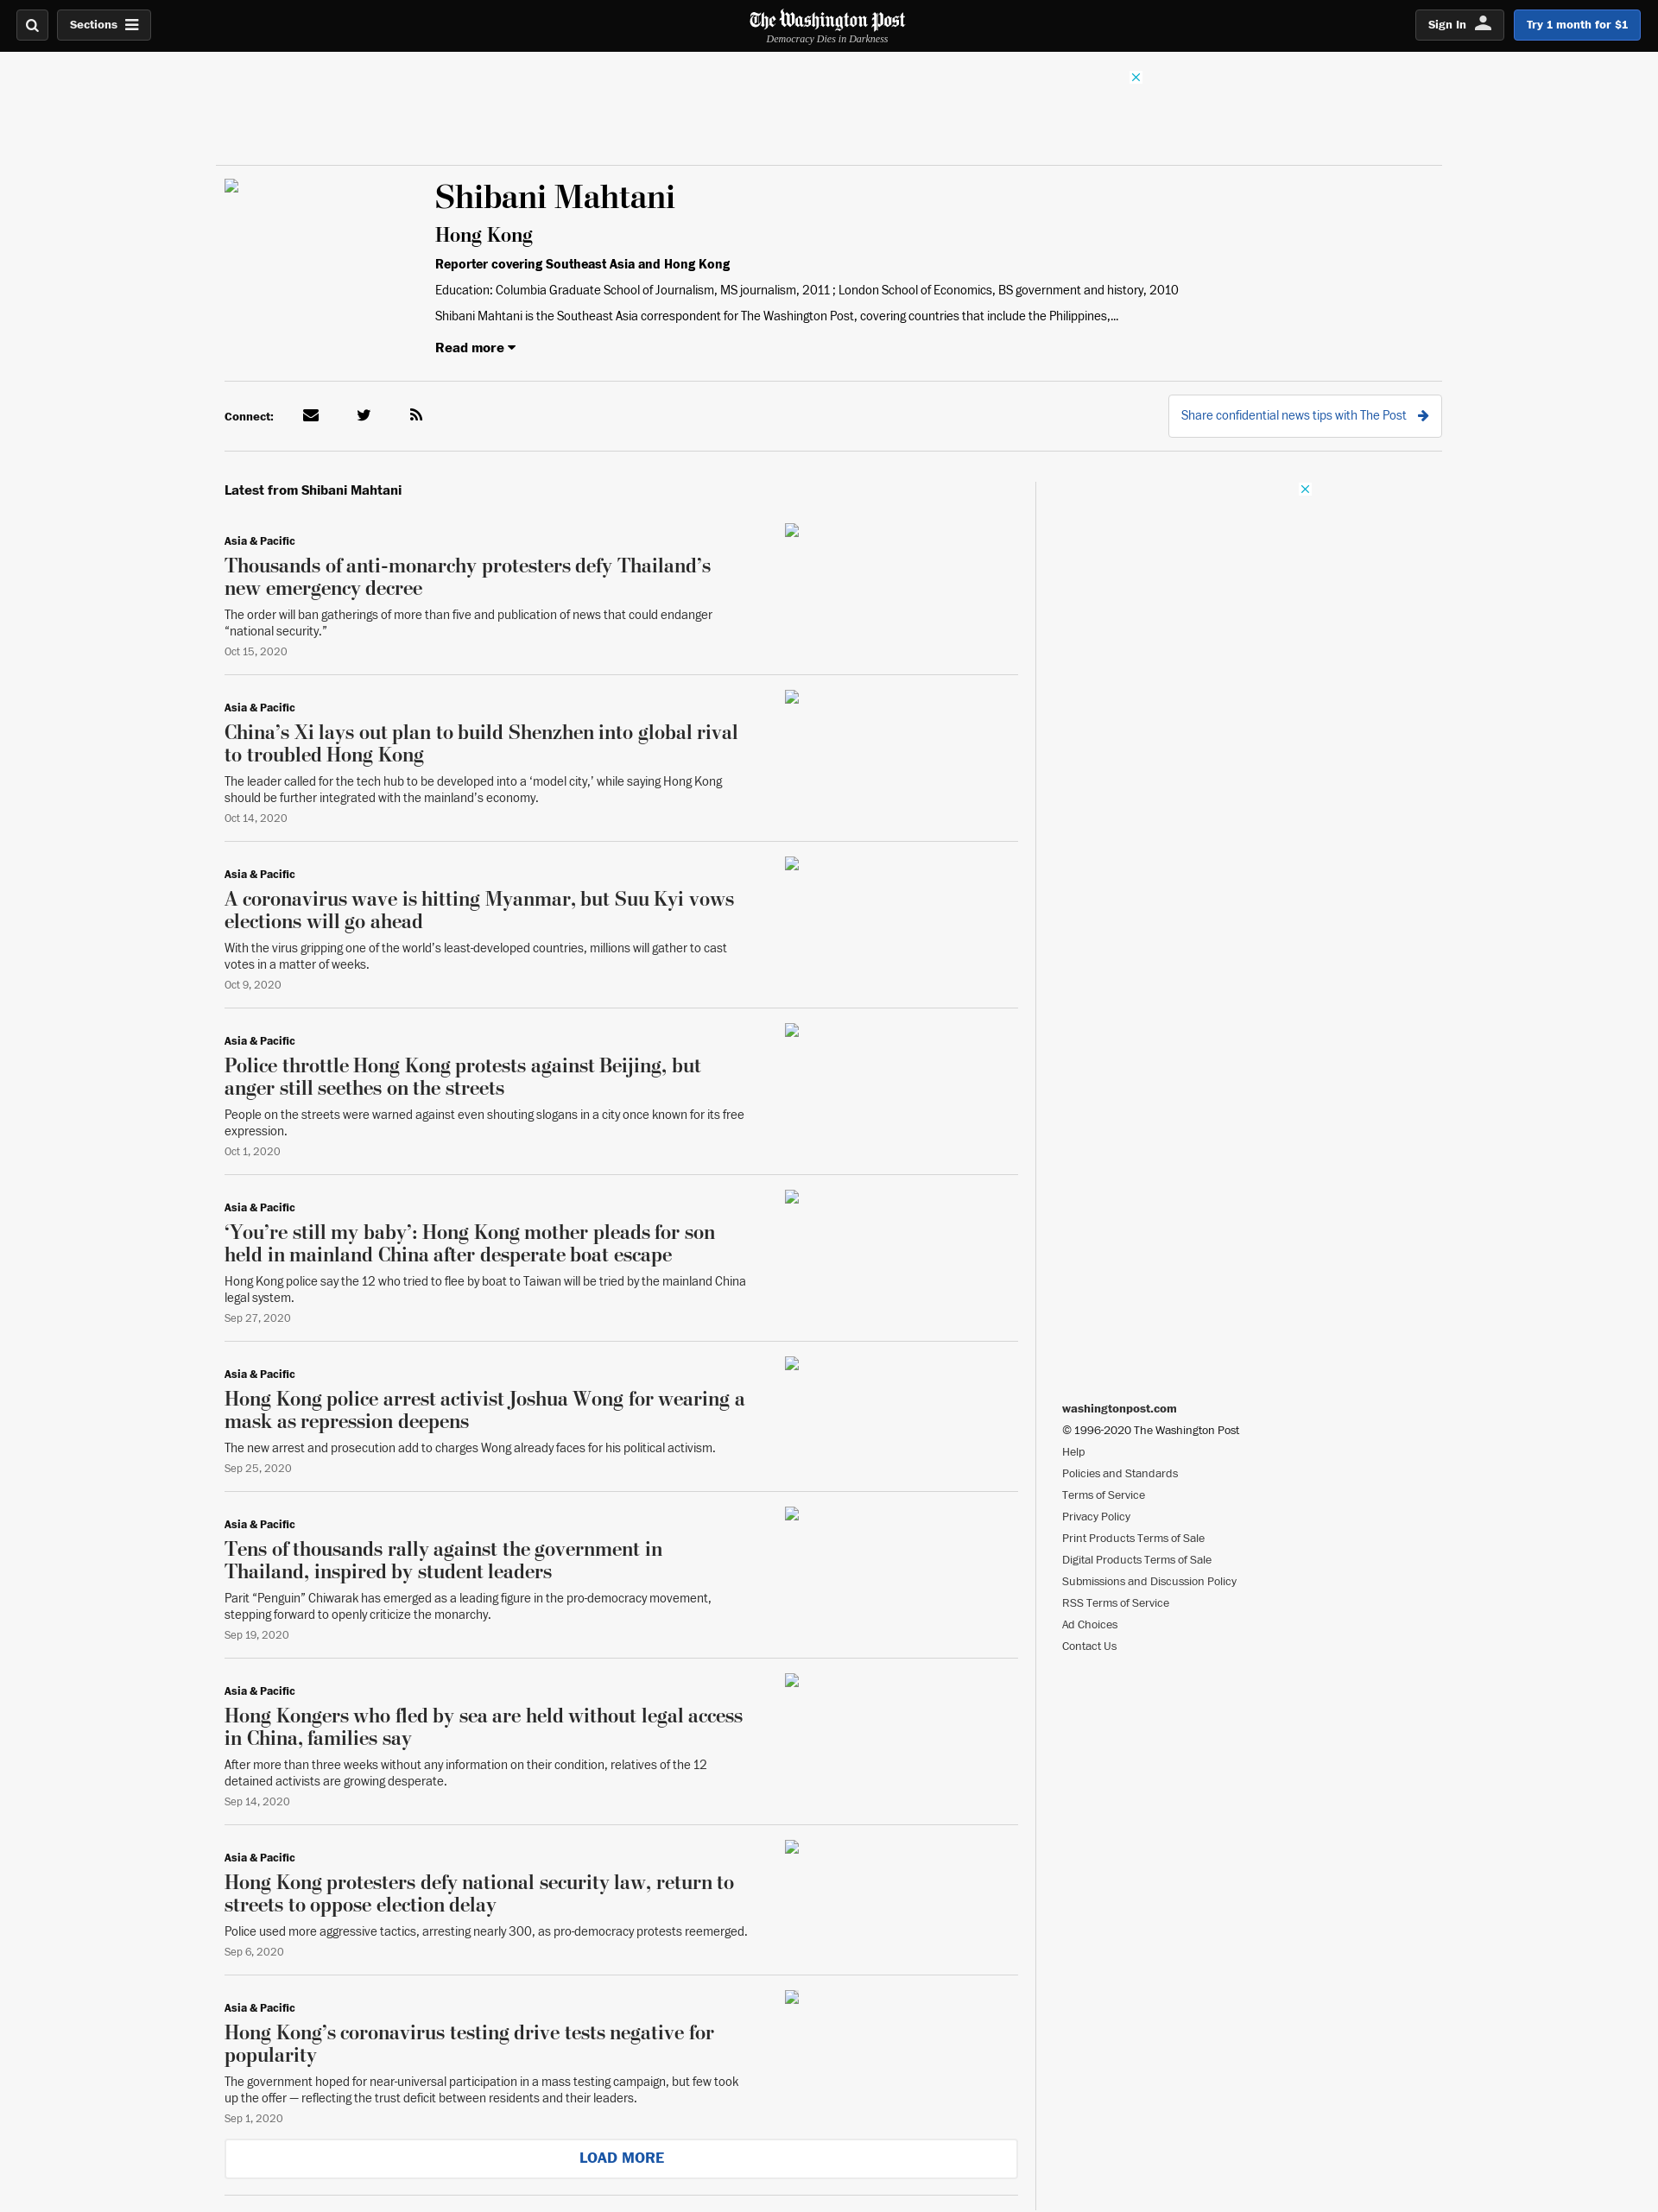 Sections
The Washington Post
Democracy Dies in Darkness
Sign In
Try 1 month for $1
Shibani Mahtani
Hong Kong
Reporter covering Southeast Asia and Hong Kong
Education: Columbia Graduate School of Journalism, MS journalism, 2011 ; London School of Economics, BS government and history, 2010
Shibani Mahtani is the Southeast Asia correspondent for The Washington Post, covering countries that include the Philippines,...
Read more
Connect:
Share confidential news tips with The Post
Latest from Shibani Mahtani
Asia & Pacific
Thousands of anti-monarchy protesters defy Thailand’s
new emergency decree
The order will ban gatherings of more than five and publication of news that could endanger
“national security.”
Oct 15, 2020
Asia & Pacific
China’s Xi lays out plan to build Shenzhen into global rival
to troubled Hong Kong
The leader called for the tech hub to be developed into a ‘model city,’ while saying Hong Kong
should be further integrated with the mainland’s economy.
Oct 14, 2020
Asia & Pacific
A coronavirus wave is hitting Myanmar, but Suu Kyi vows
elections will go ahead
With the virus gripping one of the world’s least-developed countries, millions will gather to cast
votes in a matter of weeks.
Oct 9, 2020
Asia & Pacific
Police throttle Hong Kong protests against Beijing, but
anger still seethes on the streets
People on the streets were warned against even shouting slogans in a city once known for its free
expression.
Oct 1, 2020
Asia & Pacific
‘You’re still my baby’: Hong Kong mother pleads for son
held in mainland China after desperate boat escape
Hong Kong police say the 12 who tried to flee by boat to Taiwan will be tried by the mainland China
legal system.
Sep 27, 2020
Asia & Pacific
Hong Kong police arrest activist Joshua Wong for wearing a
mask as repression deepens
The new arrest and prosecution add to charges Wong already faces for his political activism.
Sep 25, 2020
Asia & Pacific
Tens of thousands rally against the government in
Thailand, inspired by student leaders
Parit “Penguin” Chiwarak has emerged as a leading figure in the pro-democracy movement,
stepping forward to openly criticize the monarchy.
Sep 19, 2020
Asia & Pacific
Hong Kongers who fled by sea are held without legal access
in China, families say
After more than three weeks without any information on their condition, relatives of the 12
detained activists are growing desperate.
Sep 14, 2020
Asia & Pacific
Hong Kong protesters defy national security law, return to
streets to oppose election delay
Police used more aggressive tactics, arresting nearly 300, as pro-democracy protests reemerged.
Sep 6, 2020
Asia & Pacific
Hong Kong’s coronavirus testing drive tests negative for
popularity
The government hoped for near-universal participation in a mass testing campaign, but few took
up the offer — reflecting the trust deficit between residents and their leaders.
Sep 1, 2020
LOAD MORE
washingtonpost.com
© 1996-2020 The Washington Post
Help
Policies and Standards
Terms of Service
Privacy Policy
Print Products Terms of Sale
Digital Products Terms of Sale
Submissions and Discussion Policy
RSS Terms of Service
Ad Choices
Contact Us